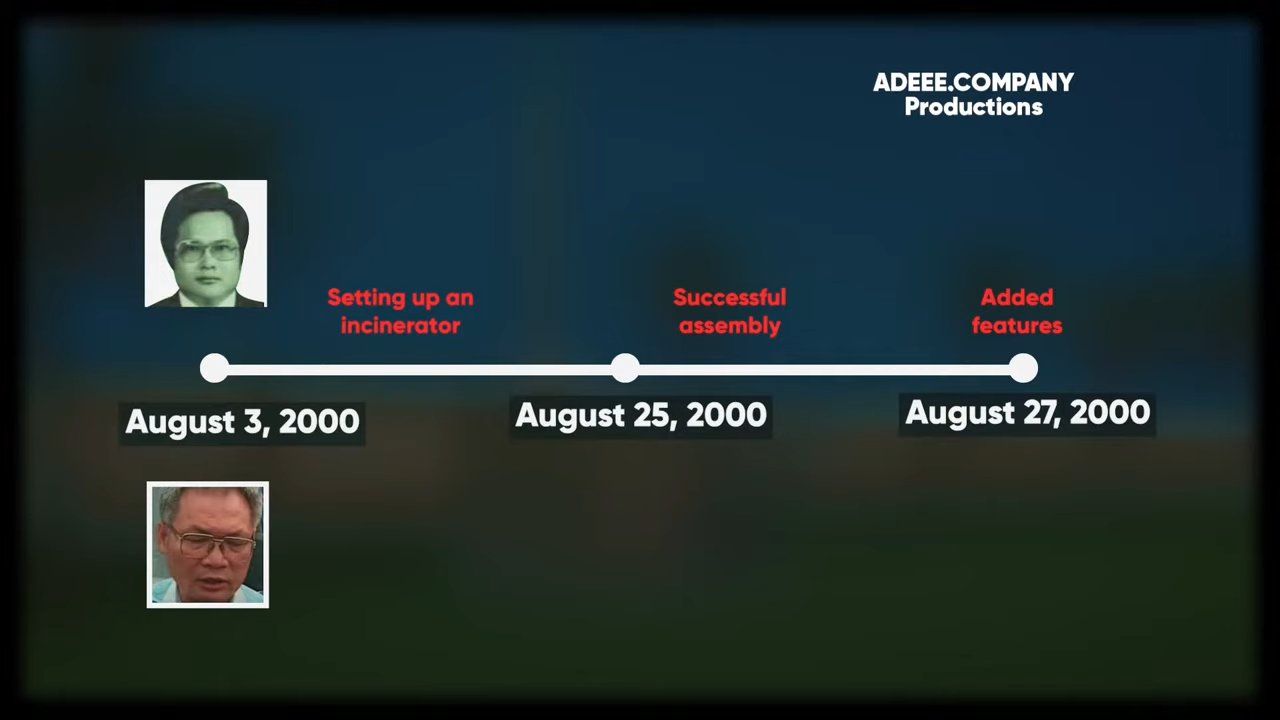 ADEEE.COMPANY
Productions
Setting up an
incinerator
Successful
assembly
Added
features
August 3, 2000
August 25, 2000
August 27, 2000